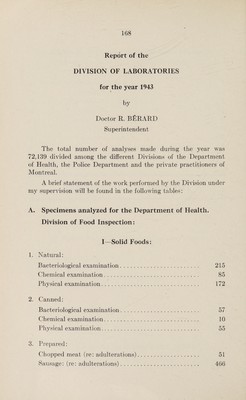 168
Report of the
DIVISION OF LABORATORIES
for the year 1943
by
Doctor R. BÉRARD
Superintendent
The total number of analyses made during the year was
72,139 divided among the different Divisions of the Department
of Health, the Police Department and the private practitioners of
Montreal.
A brief statement of the work performed by the Division under
my supervision will be found in the following tables:
A. Specimens analyzed for the Department of Health.
Division of Food Inspection:
I—Solid Foods:
1. Natural:
Bacteriological examination........................ 215
Chemical examination............................. 85
Physical examination.............................. 172
2. Canned:
Bacteriological examination........................ 57
Chemical examination............................. 10
Physical examination.............................. 55
3. Prepared:
Chopped meat (re: adulterations)................... 51
Sausage: (re: adulterations)........................ 466